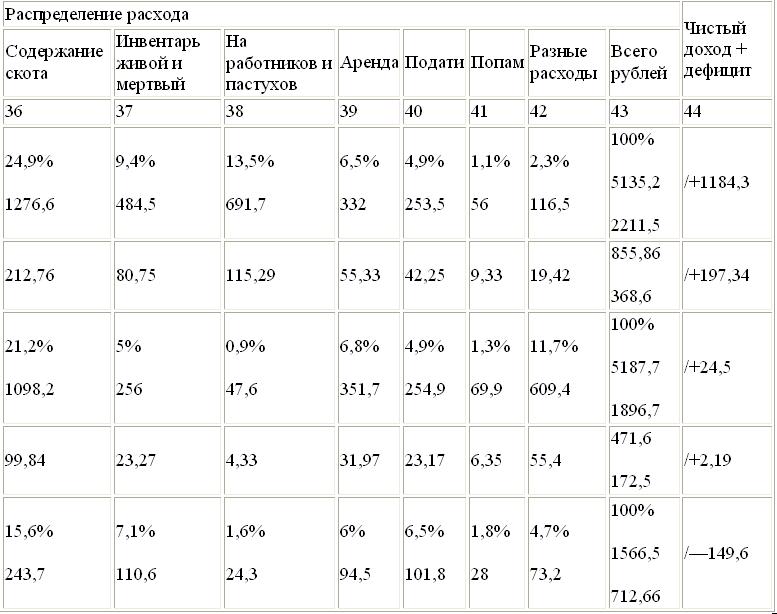 Распределение расхода
Чистый доход + дефицит
Содержание скота
Инвентарь живой и мертвый
На работников и пастухов
Аренда
Подати
Попам
Разные расходы
Всего рублей
36 37 38 39 40 41 42 43 44
24,9% 9,4% 13,5% 6,5% 4,9% 1,1% 2,3% 100%
1276,6 484,5 691,7 332 253,5 56 116,5 5135,2
2211,5
/+1184,3
212,76 80,75 115,29 55,33 42,25 9,33 19,42 855,86
368,6
/+197,34
21,2% 5% 0,9% 6,8% 4,9% 1,3% 11,7% 100%
1098,2 256 47,6 351,7 254,9 69,9 609,4 5187,7
1896,7
/+24,5
99,84 23,27 4,33 31,97 23,17 6,35 55,4 471,6
172,5
/+2,19
15,6% 7,1% 1,6% 6% 6,5% 1,8% 4,7% 100%
243,7 110,6 24,3 94,5 101,8 28 73,2 1566,5
712,66
/—149,6